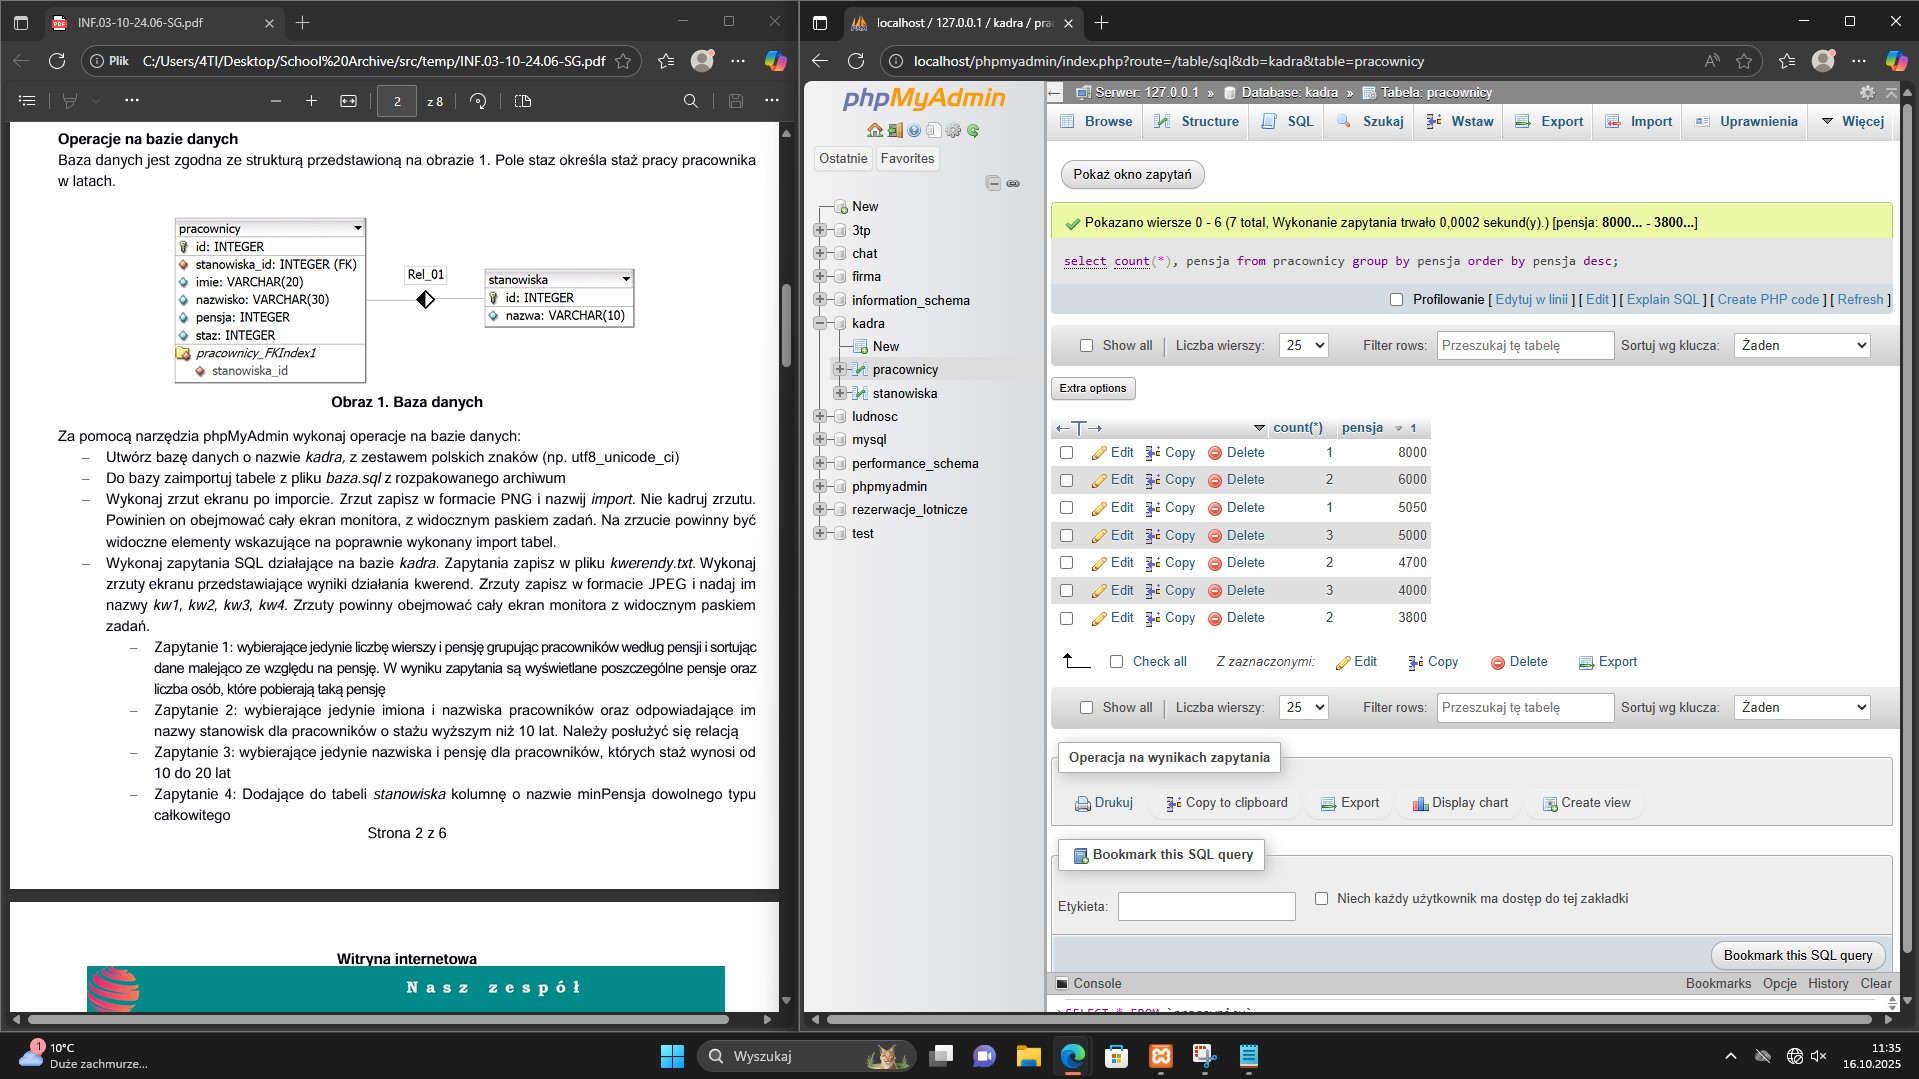 INF.03-10-24.06-SG.pdf
Plik
C:/Users/4TI/Desktop/School%20Archive/src/temp/INF.03-10-24.06-SG.pdf
2
z 8
Operacje na bazie danych
Baza danych jest zgodna ze strukturą przedstawioną na obrazie 1. Pole staz określa staż pracy pracownika
w latach.
pracownicy
id: INTEGER
stanowiska_id: INTEGER (FK)
imie: VARCHAR(20)
nazwisko: VARCHAR(30)
pensja: INTEGER
staz: INTEGER
pracownicy_FKIndex1
stanowiska_id
Rel_01
stanowiska
id: INTEGER
nazwa: VARCHAR(10)
Obraz 1. Baza danych
Za pomocą narzędzia phpMyAdmin wykonaj operacje na bazie danych:
– Utwórz bazę danych o nazwie kadra, z zestawem polskich znaków (np. utf8_unicode_ci)
– Do bazy zaimportuj tabele z pliku baza.sql z rozpakowanego archiwum
– Wykonaj zrzut ekranu po imporcie. Zrzut zapisz w formacie PNG i nazwij import. Nie kadruj zrzutu.
Powinien on obejmować cały ekran monitora, z widocznym paskiem zadań. Na zrzucie powinny być
widoczne elementy wskazujące na poprawnie wykonany import tabel.
– Wykonaj zapytania SQL działające na bazie kadra. Zapytania zapisz w pliku kwerendy.txt. Wykonaj
zrzuty ekranu przedstawiające wyniki działania kwerend. Zrzuty zapisz w formacie JPEG i nadaj im
nazwy kw1, kw2, kw3, kw4. Zrzuty powinny obejmować cały ekran monitora z widocznym paskiem
zadań.
– Zapytanie 1: wybierające jedynie liczbę wierszy i pensję grupując pracowników według pensji i sortując
dane malejąco ze względu na pensję. W wyniku zapytania są wyświetlane poszczególne pensje oraz
liczba osób, które pobierają taką pensję
– Zapytanie 2: wybierające jedynie imiona i nazwiska pracowników oraz odpowiadające im
nazwy stanowisk dla pracowników o stażu wyższym niż 10 lat. Należy posłużyć się relacją
– Zapytanie 3: wybierające jedynie nazwiska i pensję dla pracowników, których staż wynosi od
10 do 20 lat
– Zapytanie 4: Dodające do tabeli stanowiska kolumnę o nazwie minPensja dowolnego typu
całkowitego
Strona 2 z 6
Witryna internetowa
Nasz zespół
localhost / 127.0.0.1 / kadra / pra
localhost/phpmyadmin/index.php?route=/table/sql&db=kadra&table=pracownicy
phpMyAdmin
Ostatnie
Favorites
New
3tp
chat
firma
information_schema
kadra
New
pracownicy
stanowiska
ludnosc
mysql
performance_schema
phpmyadmin
rezerwacje_lotnicze
test
Serwer: 127.0.0.1 » Database: kadra » Tabela: pracownicy
Browse Structure SQL Szukaj Wstaw Export Import Uprawnienia Więcej
Pokaż okno zapytań
Pokazano wiersze 0 - 6 (7 total, Wykonanie zapytania trwało 0,0002 sekund(y).) [pensja: 8000... - 3800...]
select count(*), pensja from pracownicy group by pensja order by pensja desc;
Profilowanie [ Edytuj w linii ] [ Edit ] [ Explain SQL ] [ Create PHP code ] [ Refresh ]
Show all | Liczba wierszy: 25 Filter rows: Przeszukaj tę tabelę Sortuj wg klucza: Żaden
Extra options
←T→ count(*) pensja 1
Edit Copy Delete 1 8000
Edit Copy Delete 2 6000
Edit Copy Delete 1 5050
Edit Copy Delete 3 5000
Edit Copy Delete 2 4700
Edit Copy Delete 3 4000
Edit Copy Delete 2 3800
Check all Z zaznaczonymi: Edit Copy Delete Export
Show all | Liczba wierszy: 25 Filter rows: Przeszukaj tę tabelę Sortuj wg klucza: Żaden
Operacja na wynikach zapytania
Drukuj Copy to clipboard Export Display chart Create view
Bookmark this SQL query
Etykieta:
Niech każdy użytkownik ma dostęp do tej zakładki
Bookmark this SQL query
Console
Bookmarks Opcje History Clear
>SELECT * FROM `pracownicy`
1
10°C
Duże zachmurze...
Wyszukaj
11:35
16.10.2025